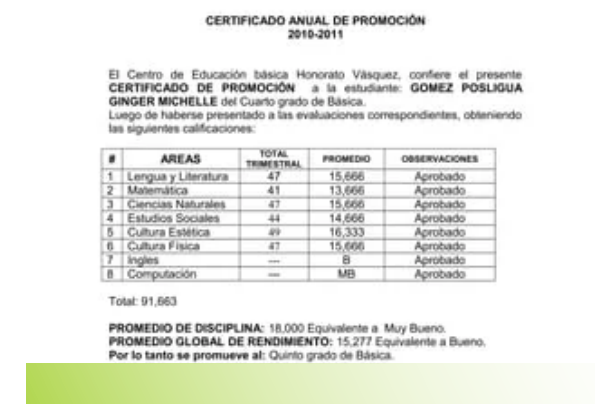 CERTIFICADO ANUAL DE PROMOCIÓN
2010-2011
El Centro de Educación básica Honorato Vásquez, confiere el presente
CERTIFICADO DE PROMOCIÓN a la estudiante: GOMEZ POSLIGUA
GINGER MICHELLE del Cuarto grado de Básica.
Luego de haberse presentado a las evaluaciones correspondientes, obteniendo
las siguientes calificaciones:
# AREAS TOTAL TRIMESTRAL PROMEDIO OBSERVACIONES
1 Lengua y Literatura 47 15,666 Aprobado
2 Matemática 41 13,666 Aprobado
3 Ciencias Naturales 47 15,666 Aprobado
4 Estudios Sociales 44 14,666 Aprobado
5 Cultura Estética 49 16,333 Aprobado
6 Cultura Física 47 15,666 Aprobado
7 Ingles --- B Aprobado
8 Computación --- MB Aprobado
Total: 91,663
PROMEDIO DE DISCIPLINA: 18,000 Equivalente a Muy Bueno.
PROMEDIO GLOBAL DE RENDIMIENTO: 15,277 Equivalente a Bueno.
Por lo tanto se promueve al: Quinto grado de Básica.